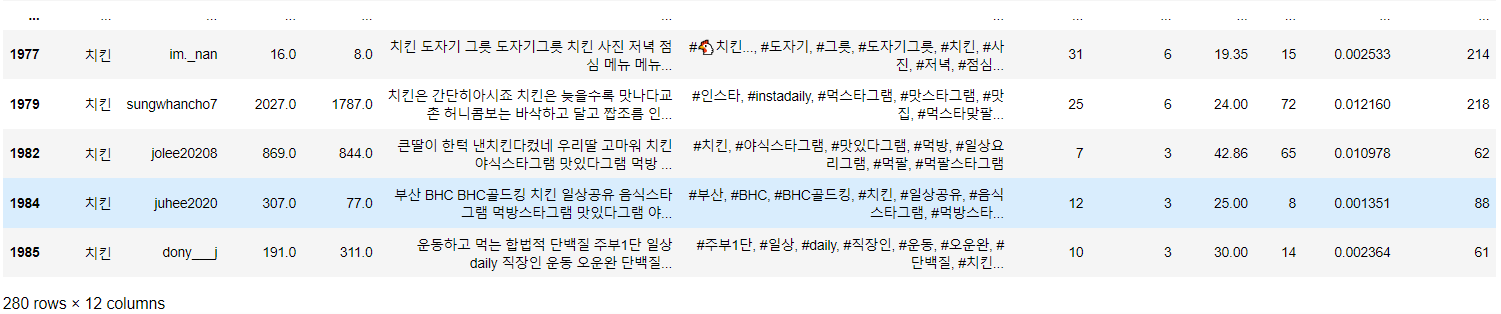 ... ... ... ... ... ... ... ... ... ... ... ... ...
1977 치킨 im._nan 16.0 8.0 치킨 도자기 그릇 도자기그릇 치킨 사진 저녁 점 #🐔치킨..., #도자기, #그릇, #도자기그릇, #치킨, #사 31 6 19.35 15 0.002533 214
심 메뉴 메뉴... 진, #저녁, #점심...
1979 치킨 sungwhancho7 2027.0 1787.0 치킨은 간단히아시죠 치킨은 늦을수록 맛나다교 #인스타, #instadaily, #먹스타그램, #맛스타그램, #맛 25 6 24.00 72 0.012160 218
존 허니콤보는 바삭하고 달고 짭조름 인... 집, #먹스타맞팔...
1982 치킨 jolee20208 869.0 844.0 큰딸이 한턱 낸치킨다컸네 우리딸 고마워 치킨 #치킨, #야식스타그램, #맛있다그램, #먹방, #일상요 7 3 42.86 65 0.010978 62
야식스타그램 맛있다그램 먹방 ... 리그램, #먹팔, #먹팔스타그램
1984 치킨 juhee2020 307.0 77.0 부산 BHC BHC골드킹 치킨 일상공유 음식스타 #부산, #BHC, #BHC골드킹, #치킨, #일상공유, #음식 12 3 25.00 8 0.001351 88
그램 먹방스타그램 맛있다그램 야... 스타그램, #먹방스타...
1985 치킨 dony___j 191.0 311.0 운동하고 먹는 합법적 단백질 주부1단 일상 #주부1단, #일상, #daily, #직장인, #운동, #오운완, # 10 3 30.00 14 0.002364 61
daily 직장인 운동 오운완 단백질... 단백질, #치킨...
280 rows × 12 columns